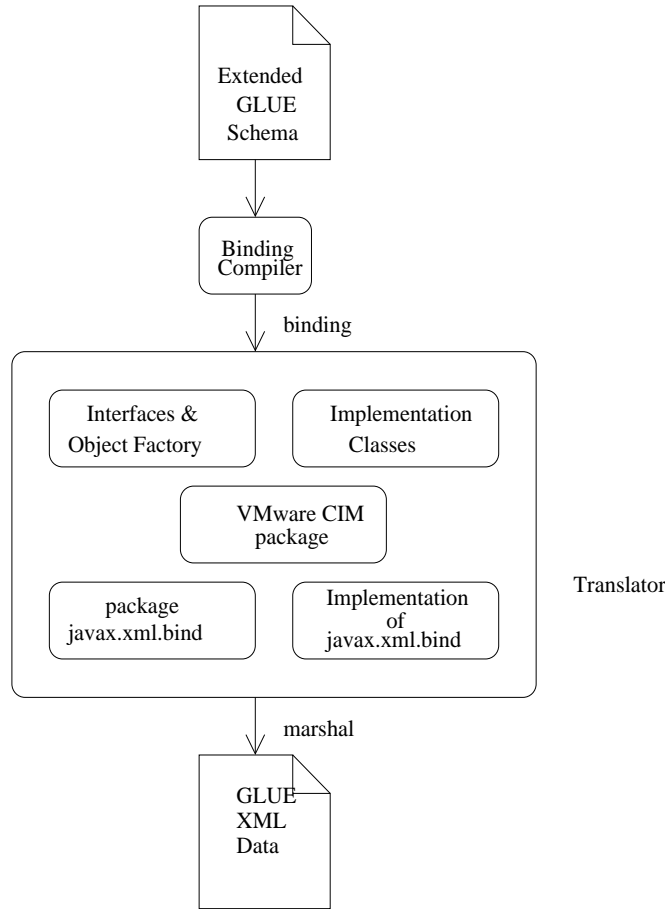 Extended
GLUE
Schema
Binding
Compiler
binding
Interfaces &
Object Factory
Implementation
Classes
VMware CIM
package
package
javax.xml.bind
Implementation
of
javax.xml.bind
Translator
marshal
GLUE
XML
Data